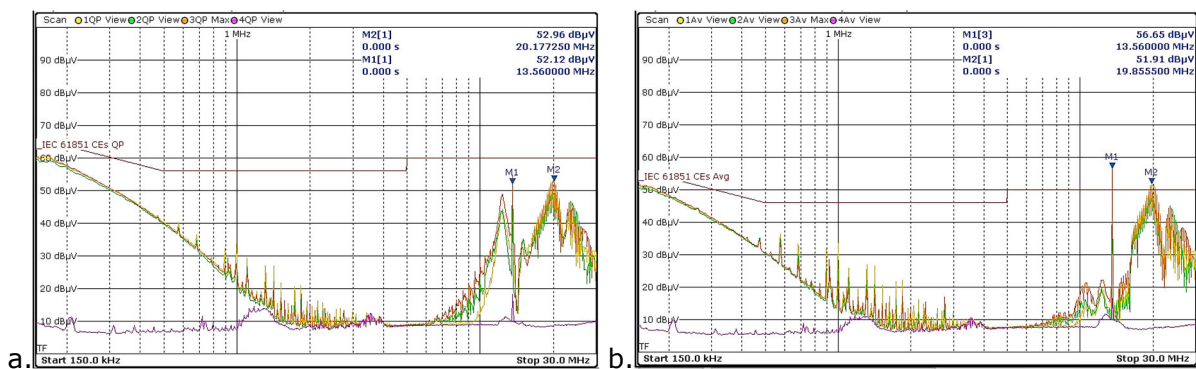 Scan 1QP View 2QP View 3QP Max 4QP View
1 MHz
M2[1] 52.96 dBµV
0.000 s 20.177250 MHz
M1[1] 52.12 dBµV
0.000 s 13.560000 MHz
90 dBµV
80 dBµV
70 dBµV
_IEC 61851 CEs QP
60 dBµV
M1
M2
50 dBµV
40 dBµV
30 dBµV
20 dBµV
10 dBµV
TF
Start 150.0 kHz Stop 30.0 MHz
a.
Scan 1Av View 2Av View 3Av Max 4Av View
1 MHz
M1[3] 56.65 dBµV
0.000 s 13.560000 MHz
M2[1] 51.91 dBµV
0.000 s 19.855500 MHz
90 dBµV
80 dBµV
70 dBµV
60 dBµV
M1
_IEC 61851 CEs Avg
M2
50 dBµV
40 dBµV
30 dBµV
20 dBµV
10 dBµV
TF
Start 150.0 kHz Stop 30.0 MHz
b.